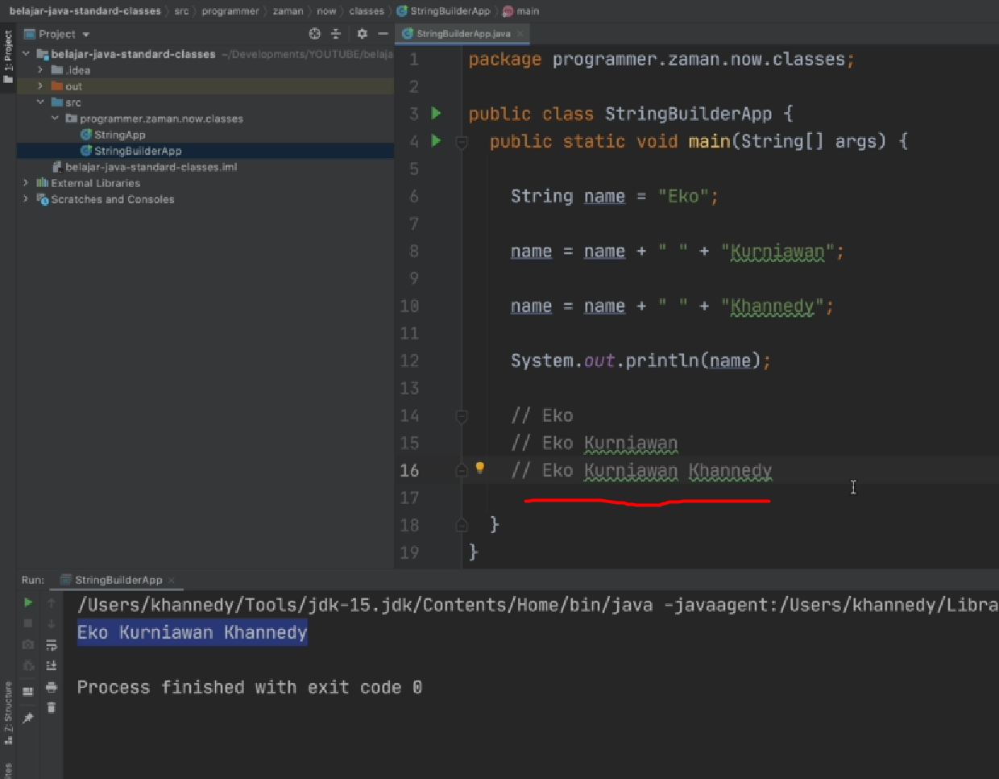 belajar-java-standard-classes src programmer zaman now classes StringBuilderApp main
1: Project
Project
StringBuilderApp.java
belajar-java-standard-classes ~/Developments/YOUTUBE/belaja
.idea
out
src
programmer.zaman.now.classes
StringApp
StringBuilderApp
belajar-java-standard-classes.iml
External Libraries
Scratches and Consoles
1 package programmer.zaman.now.classes;
2
3 public class StringBuilderApp {
4 public static void main(String[] args) {
5
6 String name = "Eko";
7
8 name = name + " " + "Kurniawan";
9
10 name = name + " " + "Khannedy";
11
12 System.out.println(name);
13
14 // Eko
15 // Eko Kurniawan
16 // Eko Kurniawan Khannedy
17
18 }
19 }
Run: StringBuilderApp
/Users/khannedy/Tools/jdk-15.jdk/Contents/Home/bin/java -javaagent:/Users/khannedy/Libra
Eko Kurniawan Khannedy
Process finished with exit code 0
Z: Structure